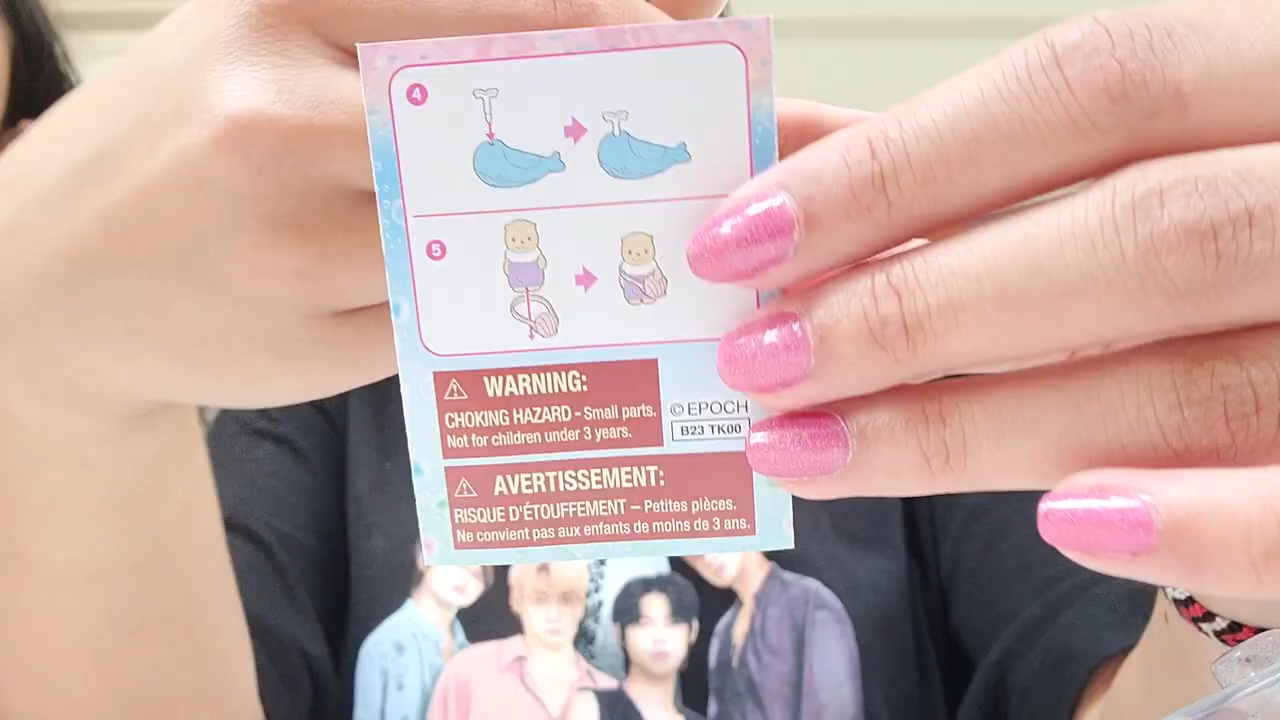 4
5
WARNING:
CHOKING HAZARD - Small parts.
Not for children under 3 years.
© EPOCH
B23 TK00
AVERTISSEMENT:
RISQUE D'ÉTOUFFEMENT – Petites pièces.
Ne convient pas aux enfants de moins de 3 ans.